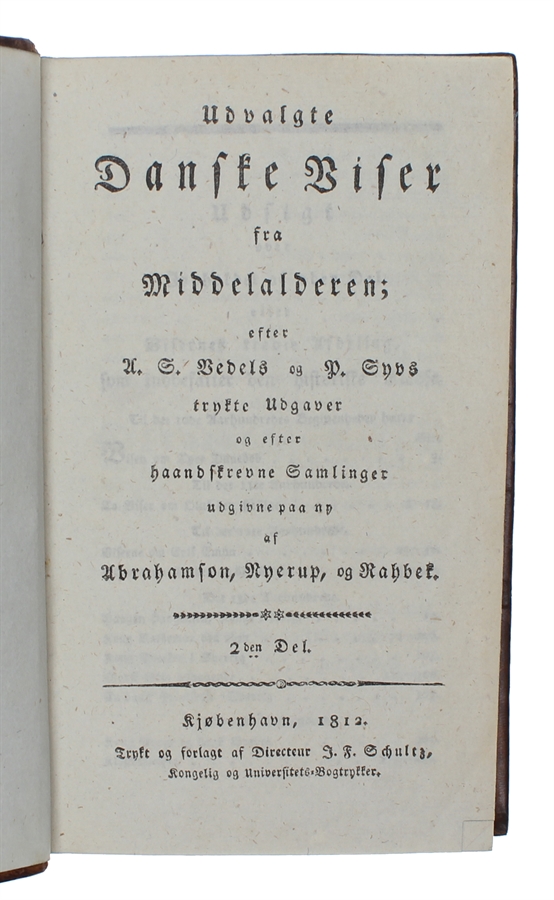 Udvalgte
Danske Viser
fra
Middelalderen;
efter
A. S. Vedels og P. Syvs
trykte Udgaver
og efter
haandskrevne Samlinger
udgivne paa ny
af
Abrahamson, Nyerup, og Rahbek.
2den Del.
Kjøbenhavn, 1812.
Trykt og forlagt af Directeur J. F. Schultz,
Kongelig og Universitets-Bogtrykker.